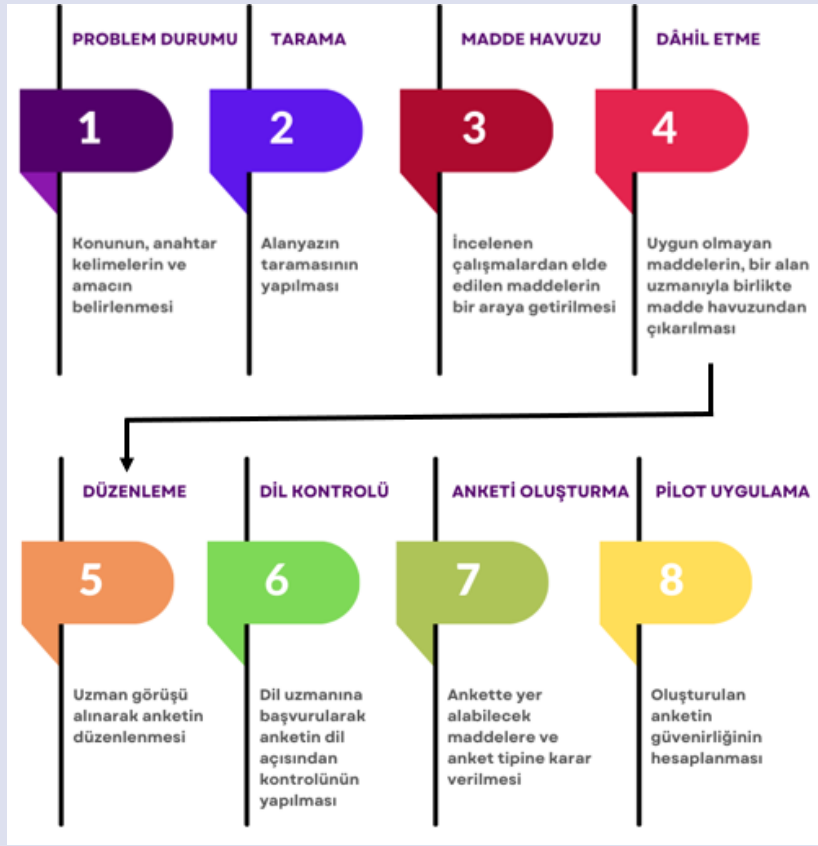 PROBLEM DURUMU
1
Konunun, anahtar
kelimelerin ve
amacın
belirlenmesi
TARAMA
2
Alanyazın
taramasının
yapılması
MADDE HAVUZU
3
İncelenen
çalışmalardan elde
edilen maddelerin
bir araya getirilmesi
DÂHİL ETME
4
Uygun olmayan
maddelerin, bir alan
uzmanıyla birlikte
madde havuzundan
çıkarılması
DÜZENLEME
5
Uzman görüşü
alınarak anketin
düzenlenmesi
DİL KONTROLÜ
6
Dil uzmanına
başvurularak
anketin dil
açısından
kontrolünün
yapılması
ANKETİ OLUŞTURMA
7
Ankette yer
alabilecek
maddelere ve
anket tipine karar
verilmesi
PİLOT UYGULAMA
8
Oluşturulan
anketin
güvenirliğinin
hesaplanması